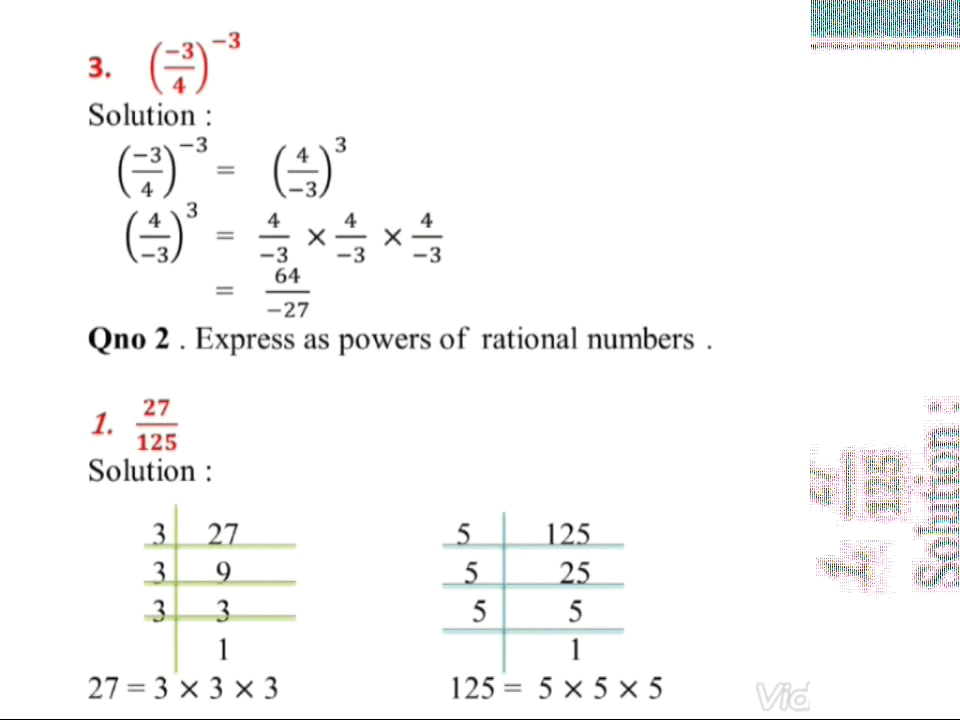 3. (−3/4)^−3
Solution :
(−3/4)^−3 = (4/−3)^3
(4/−3)^3 = 4/−3 × 4/−3 × 4/−3
= 64/−27
Qno 2 . Express as powers of rational numbers .
1. 27/125
Solution :
3 27
3 9
3 3
1
5 125
5 25
5 5
1
27 = 3 × 3 × 3
125 = 5 × 5 × 5
Vid
Solution :